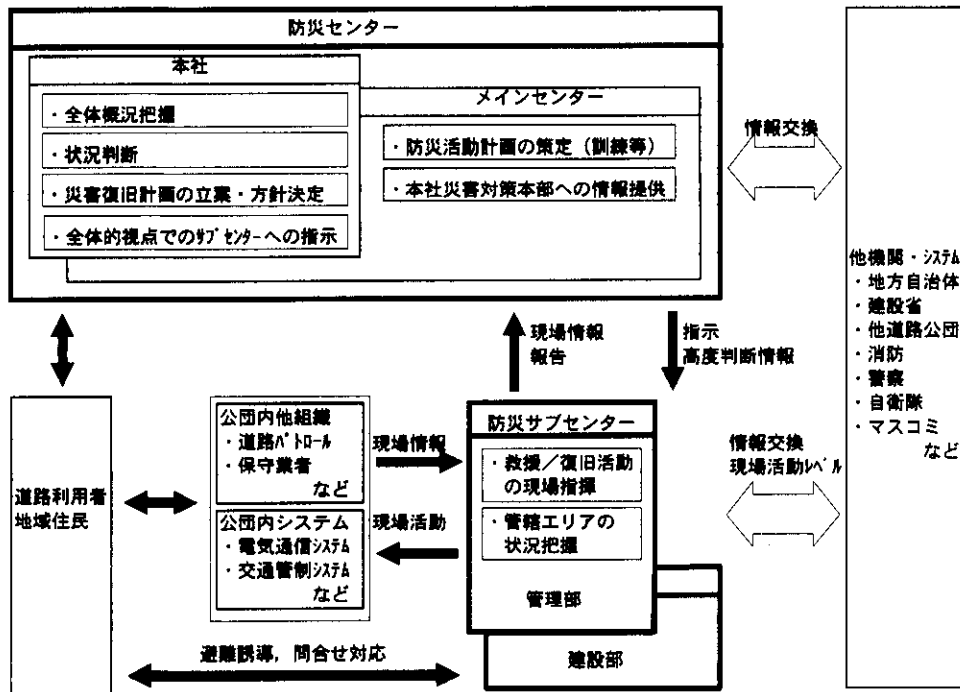 防災センター
本社
・全体概況把握
・状況判断
・災害復旧計画の立案・方針決定
・全体的視点でのｻﾌﾞｾﾝﾀｰへの指示
メインセンター
・防災活動計画の策定（訓練等）
・本社災害対策本部への情報提供
情報交換
他機関・ｼｽﾃﾑ
・地方自治体
・建設省
・他道路公団
・消防
・警察
・自衛隊
・マスコミ
など
現場情報
報告
指示
高度判断情報
道路利用者
地域住民
公団内他組織
・道路ﾊﾟﾄﾛｰﾙ
・保守業者
など
公団内システム
・電気通信ｼｽﾃﾑ
・交通管制ｼｽﾃﾑ
など
現場情報
現場活動
防災サブセンター
・救援／復旧活動
の現場指揮
・管轄エリアの
状況把握
管理部
建設部
情報交換
現場活動ﾚﾍﾞﾙ
避難誘導，問合せ対応